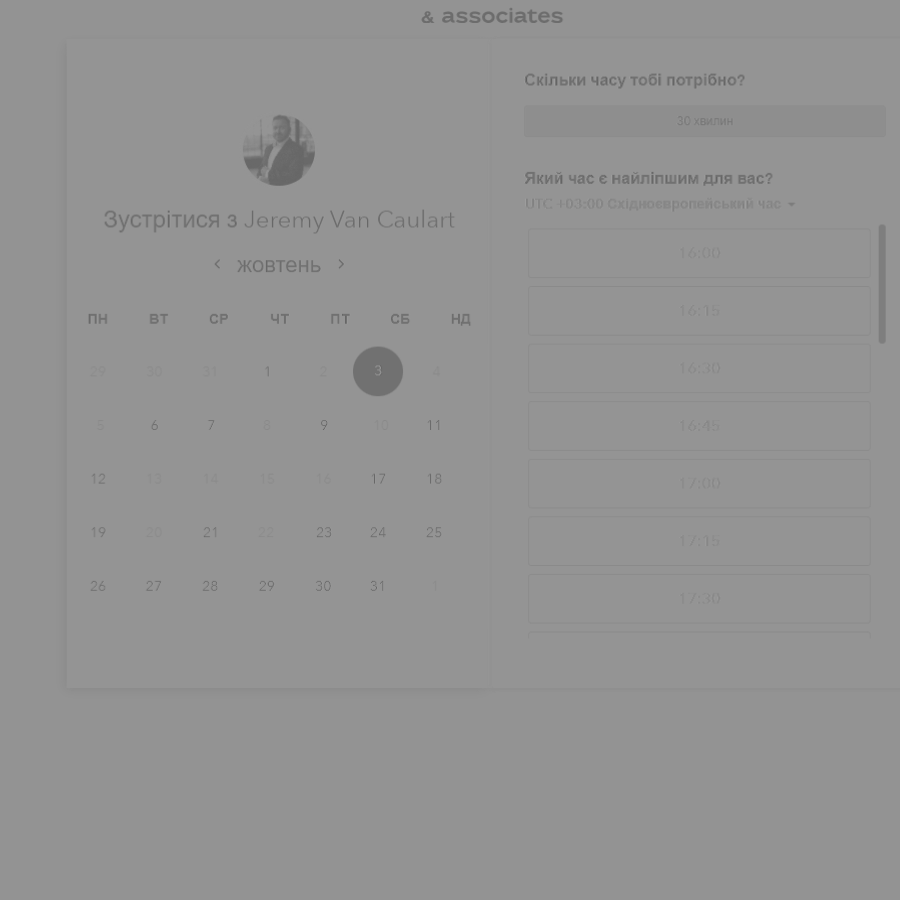 & associates
Зустрітися з Jeremy Van Caulart
жовтень
ПН ВТ СР ЧТ ПТ СБ НД
29 30 31 1 2 3 4
5 6 7 8 9 10 11
12 13 14 15 16 17 18
19 20 21 22 23 24 25
26 27 28 29 30 31 1
Скільки часу тобі потрібно?
30 хвилин
Який час є найліпшим для вас?
UTC +03:00 Східноєвропейський час
16:00
16:15
16:30
16:45
17:00
17:15
17:30